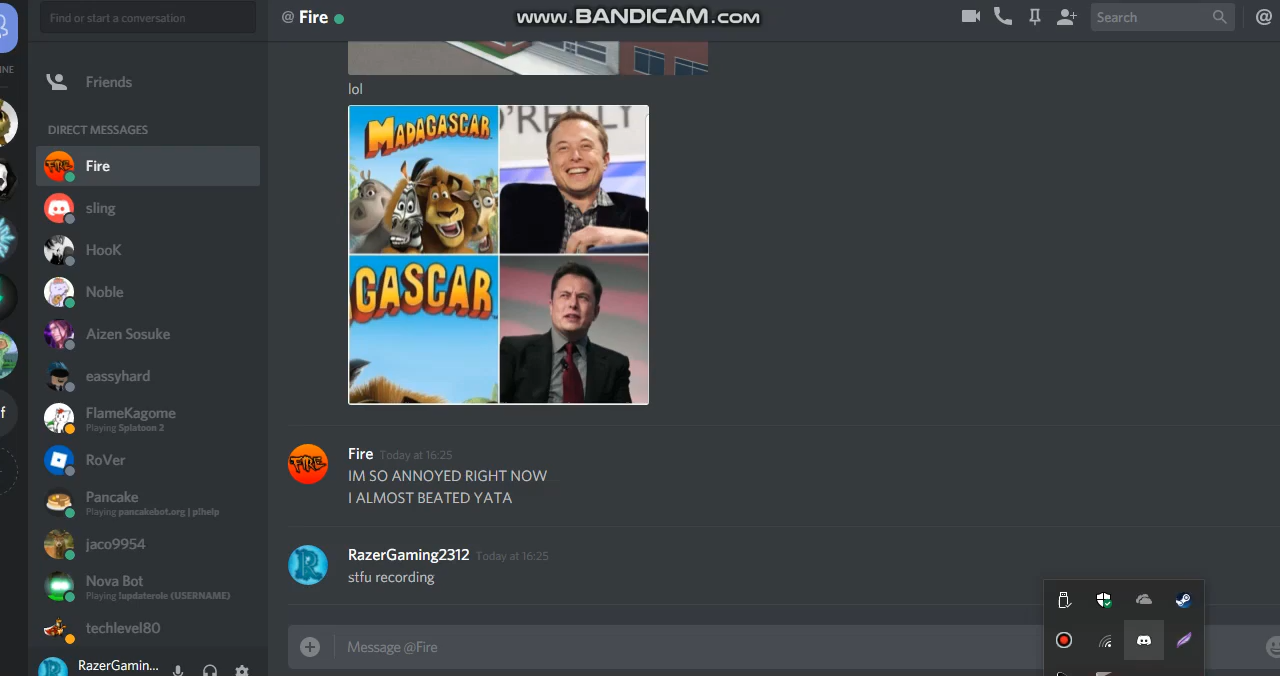 Find or start a conversation
@ Fire
www.BANDICAM.com
Search
@
NE
Friends
DIRECT MESSAGES
Fire
sling
HooK
Noble
Aizen Sosuke
eassyhard
FlameKagome
Playing Splatoon 2
RoVer
Pancake
Playing pancakebot.org | p!help
jaco9954
Nova Bot
Playing !updaterole {USERNAME}
techlevel80
RazerGamin...
f
lol
O'REILLY
MADAGASCAR
GASCAR
FIRE
Fire Today at 16:25
IM SO ANNOYED RIGHT NOW
I ALMOST BEATED YATA
R
RazerGaming2312 Today at 16:25
stfu recording
Message @Fire